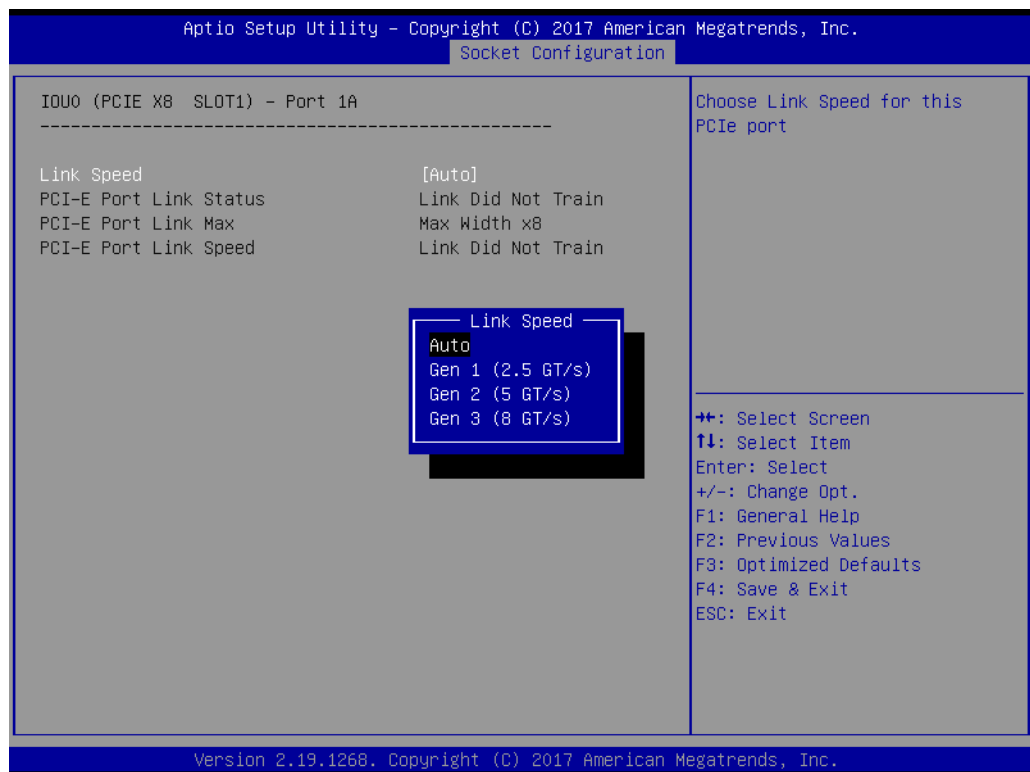 Aptio Setup Utility – Copyright (C) 2017 American Megatrends, Inc.
Socket Configuration
IOU0 (PCIE X8  SLOT1) – Port 1A
------------------------------------------------
Link Speed [Auto]
PCI-E Port Link Status Link Did Not Train
PCI-E Port Link Max Max Width x8
PCI-E Port Link Speed Link Did Not Train
Link Speed
Auto
Gen 1 (2.5 GT/s)
Gen 2 (5 GT/s)
Gen 3 (8 GT/s)
Choose Link Speed for this
PCIe port
→←: Select Screen
↑↓: Select Item
Enter: Select
+/-: Change Opt.
F1: General Help
F2: Previous Values
F3: Optimized Defaults
F4: Save & Exit
ESC: Exit
Version 2.19.1268. Copyright (C) 2017 American Megatrends, Inc.